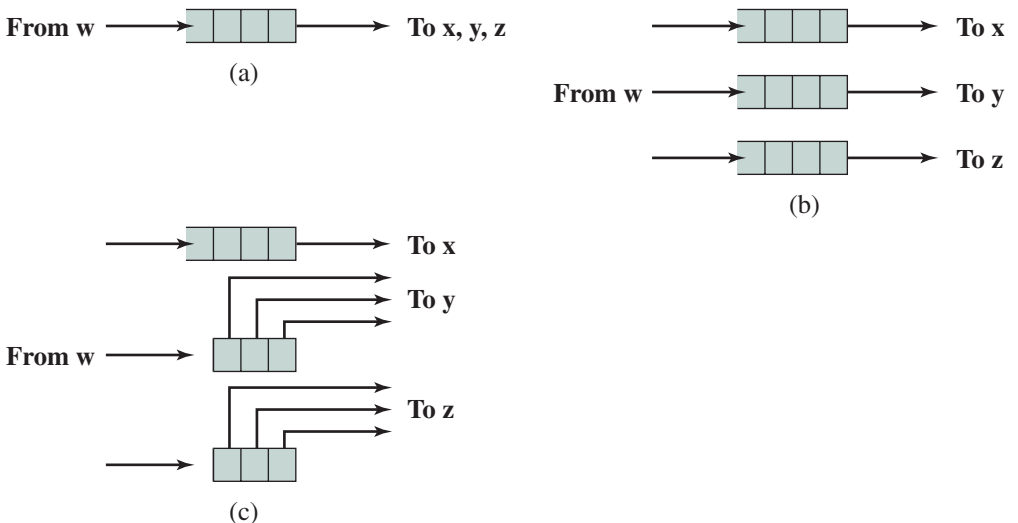 From w
To x, y, z
(a)
To x
From w
To y
To z
(b)
To x
To y
From w
To z
(c)